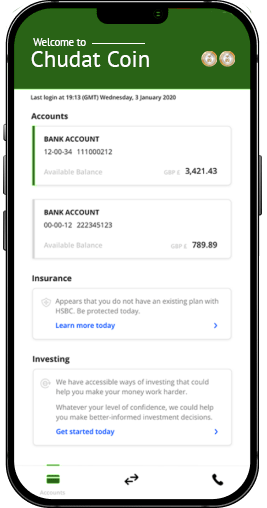 Welcome to
Chudat Coin
Last login at 19:13 (GMT) Wednesday, 3 January 2020
Accounts
BANK ACCOUNT
12-00-34 111000212
Available Balance GBP £ 3,421.43
BANK ACCOUNT
00-00-12 222345123
Available Balance GBP £ 789.89
Insurance
Appears that you do not have an existing plan with
HSBC. Be protected today.
Learn more today
Investing
We have accessible ways of investing that could
help you make your money work harder.
Whatever your level of confidence, we could help
you make better-informed investment decisions.
Get started today
Accounts